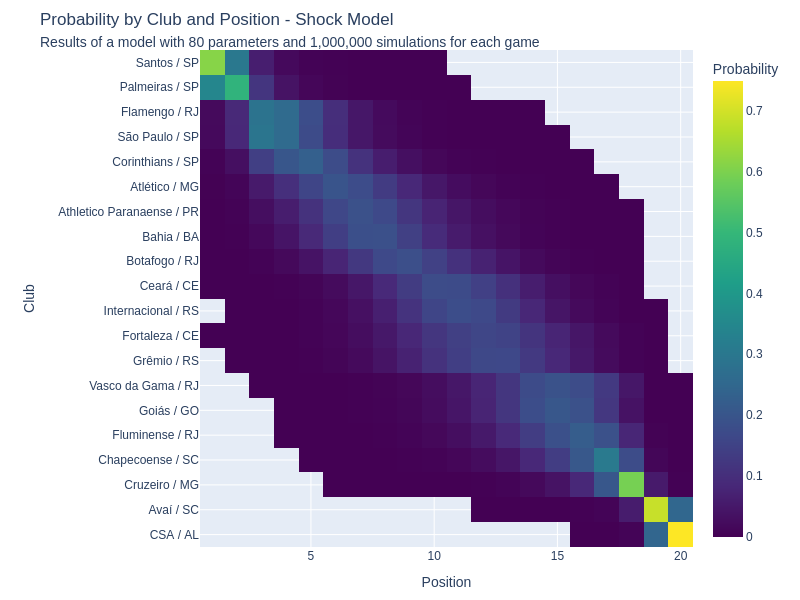 Probability by Club and Position - Shock Model
Results of a model with 80 parameters and 1,000,000 simulations for each game
Probability
Santos / SP
Palmeiras / SP
Flamengo / RJ
São Paulo / SP
Corinthians / SP
Atlético / MG
Athletico Paranaense / PR
Bahia / BA
Botafogo / RJ
Ceará / CE
Internacional / RS
Fortaleza / CE
Grêmio / RS
Vasco da Gama / RJ
Goiás / GO
Fluminense / RJ
Chapecoense / SC
Cruzeiro / MG
Avaí / SC
CSA / AL
Club
5
10
15
20
Position
0.7
0.6
0.5
0.4
0.3
0.2
0.1
0